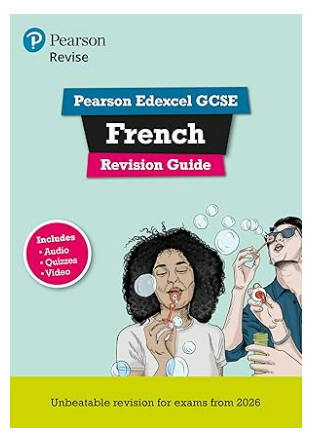 Pearson
Revise
Pearson Edexcel GCSE
French
Revision Guide
Includes
• Audio
• Quizzes
• Video
Unbeatable revision for exams from 2026